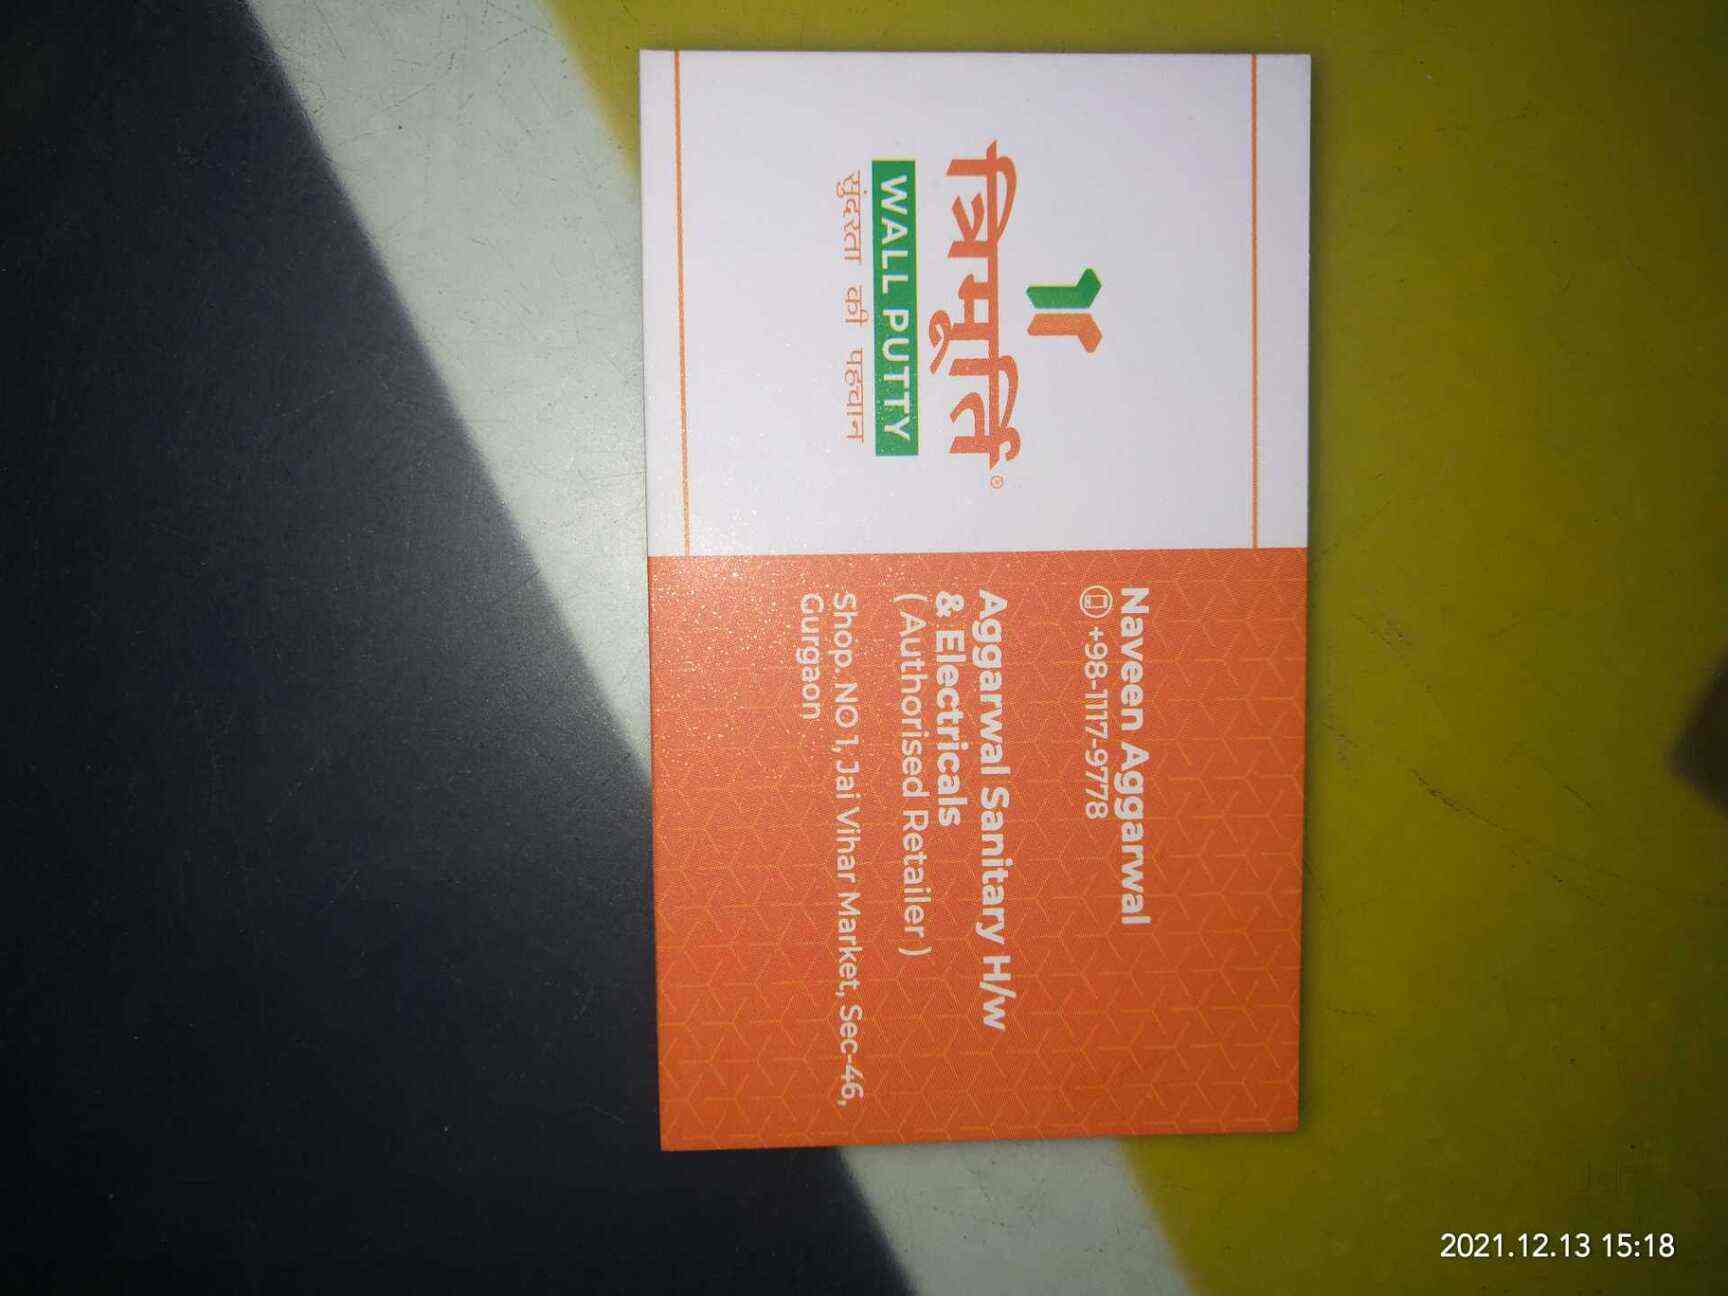 त्रिमूर्ति®
WALL PUTTY
सुंदरता की पहचान
Naveen Aggarwal
+98-1117-9778
Aggarwal Sanitary H/w
& Electricals
( Authorised Retailer )
Shop. NO 1, Jai Vihar Market, Sec-46,
Gurgaon
2021.12.13 15:18